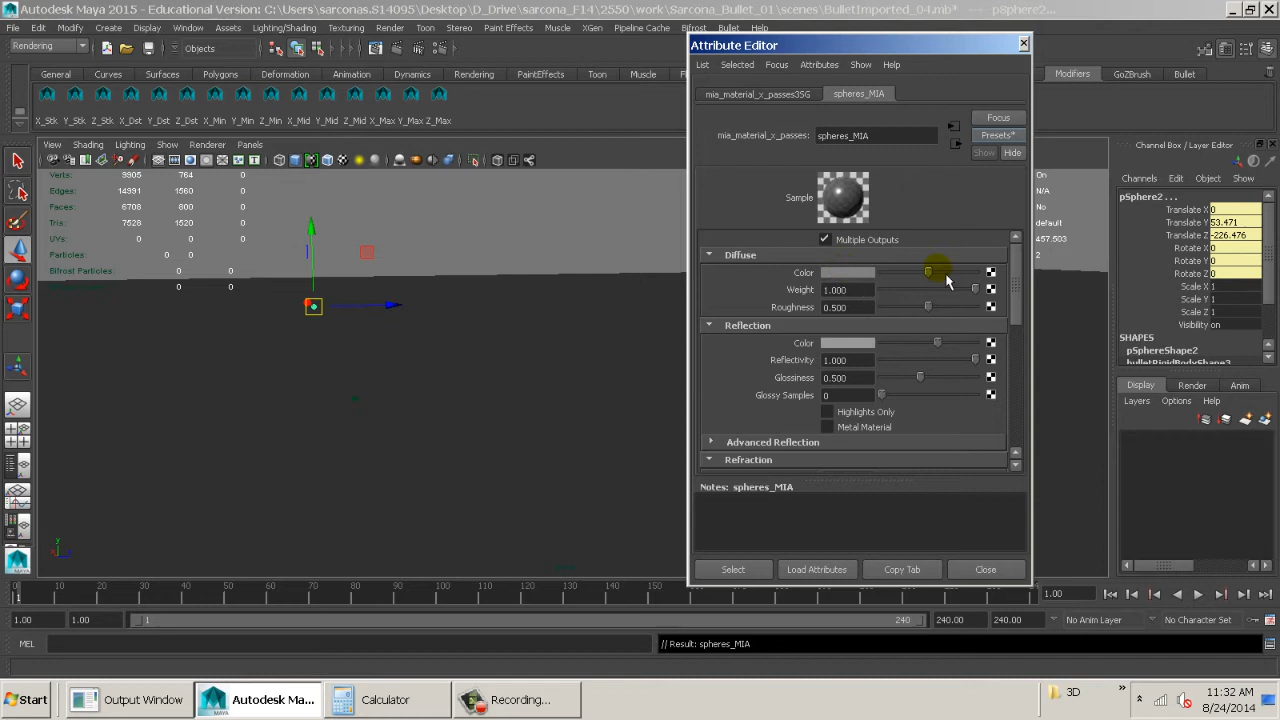 Autodesk Maya 2015 - Educational Version: C:\Users\sarconas.S14095\Desktop\D_Drive\sarcona_F14\2550\work\Sarcona_Bullet_01\scenes\BulletImported_04.mb* --- pSphere2...
File Edit Modify Create Display Window Assets Lighting/Shading Texturing Render Toon Stereo Paint Effects Muscle XGen Pipeline Cache Bifrost Bullet Help
Rendering Objects
General Curves Surfaces Polygons Deformation Animation Dynamics Rendering PaintEffects Toon Muscle Modifiers GoZBrush Bullet
X_Stk Y_Stk Z_Stk X_Dst Y_Dst Z_Dst X_Min Y_Min Z_Min X_Mid Y_Mid Z_Mid X_Max Y_Max Z_Max
View Shading Lighting Show Renderer Panels
Verts: 3905 764 0
Edges: 14991 1560 0
Faces: 6708 800 0
Tris: 7528 1520 0
UVs: 0 0 0
Particles: 0 0
Bifrost Particles: 0 0
0 0
On
N/A
No
default
457.503
2
Attribute Editor
List Selected Focus Attributes Show Help
mia_material_x_passes3SG spheres_MIA
mia_material_x_passes: spheres_MIA
Focus
Presets*
Show Hide
Sample
Multiple Outputs
Diffuse
Color
Weight 1.000
Roughness 0.500
Reflection
Color
Reflectivity 1.000
Glossiness 0.500
Glossy Samples 0
Highlights Only
Metal Material
Advanced Reflection
Refraction
Notes: spheres_MIA
Select Load Attributes Copy Tab Close
Channel Box / Layer Editor
Channels Edit Object Show
pSphere2 . . .
Translate X 0
Translate Y 53.471
Translate Z -226.476
Rotate X 0
Rotate Y 0
Rotate Z 0
Scale X 1
Scale Y 1
Scale Z 1
Visibility on
SHAPES
pSphereShape2
bulletRigidBodyShape3
Display Render Anim
Layers Options Help
y
x z
10 20 30 40 50 60 70 80 90 100 110 120 130 140 150
1
1.00
1.00 1.00 1 240 240.00 240.00 No Anim Layer No Character Set
MEL // Result: spheres_MIA
Start Output Window Autodesk Ma... Calculator Recording... 3D 11:32 AM
8/24/2014